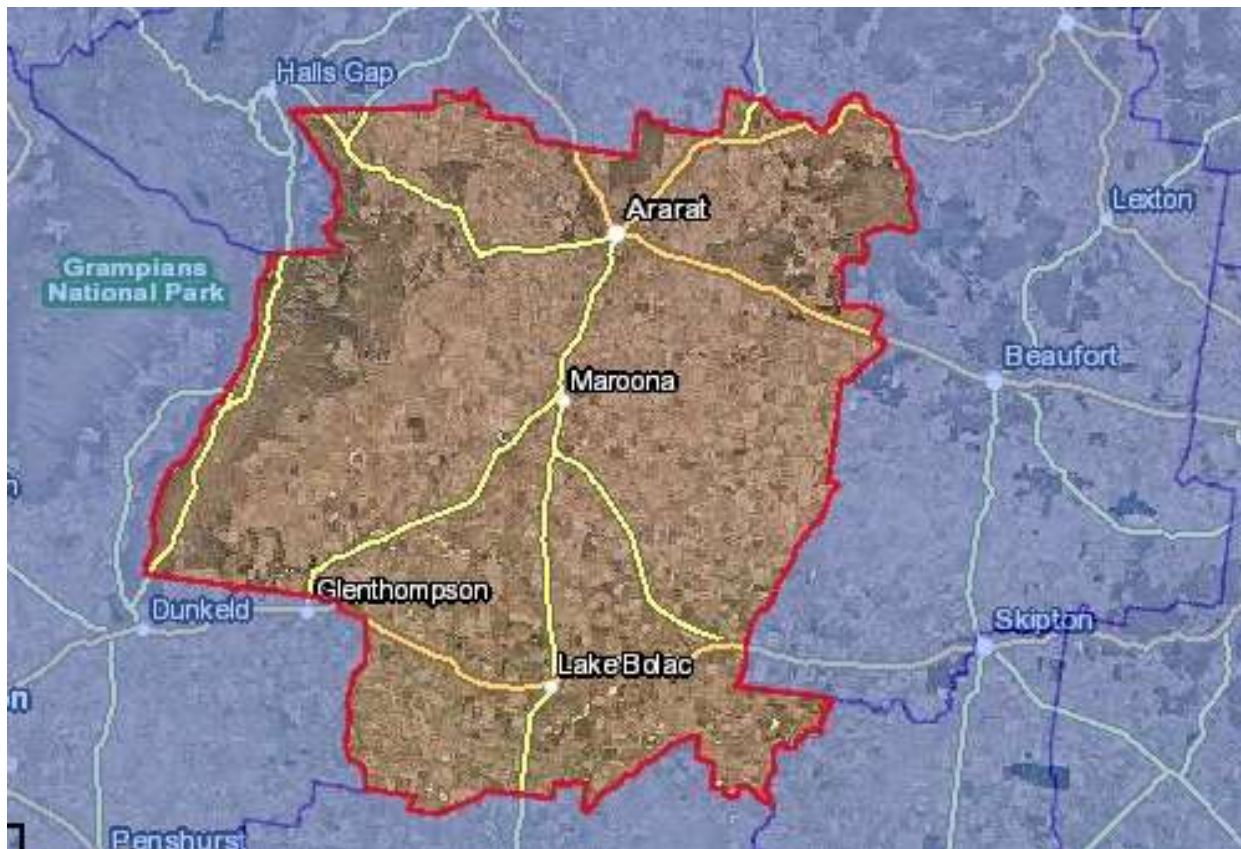 Halls Gap
Ararat
Lexton
Grampians
National Park
Beaufort
Maroona
Glenthompson
Dunkeld
Skipton
Lake Bolac
Penshurst